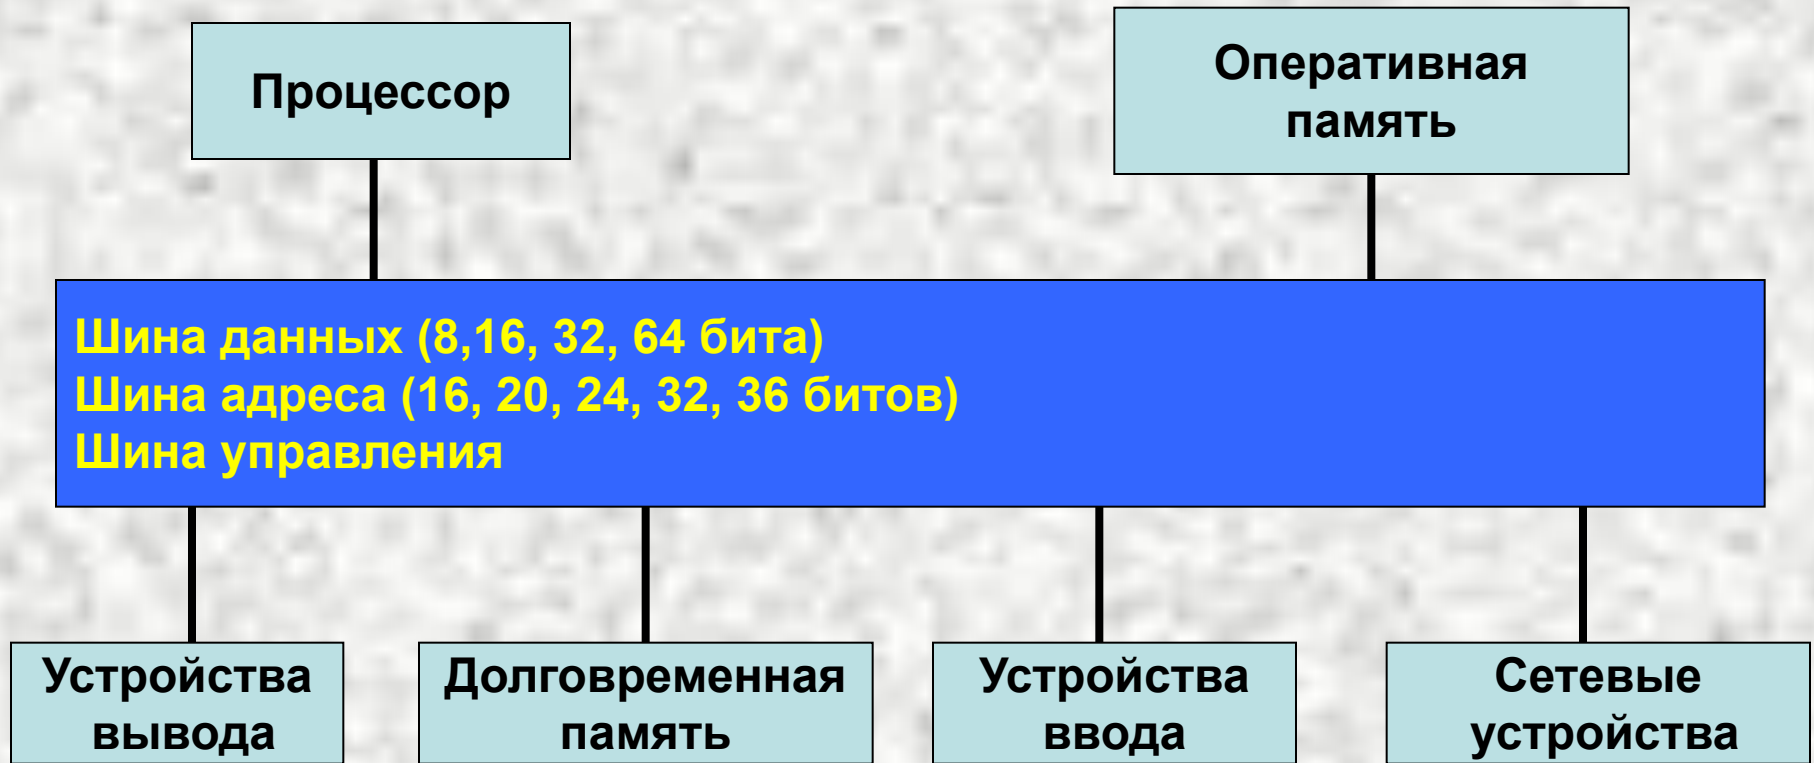 Процессор
Оперативная
память
Шина данных (8,16, 32, 64 бита)
Шина адреса (16, 20, 24, 32, 36 битов)
Шина управления
Устройства
вывода
Долговременная
память
Устройства
ввода
Сетевые
устройства